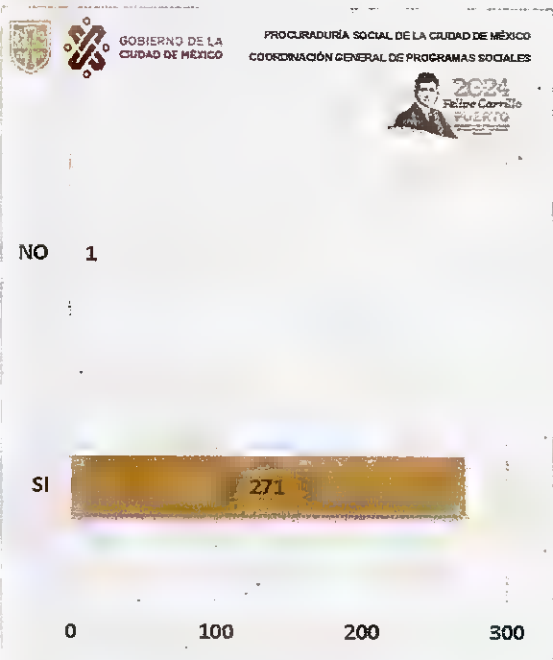 GOBIERNO DE LA
CIUDAD DE MÉXICO
PROCURADURÍA SOCIAL DE LA CIUDAD DE MÉXICO
COORDINACIÓN GENERAL DE PROGRAMAS SOCIALES
2024
Felipe Carrillo
PUERTO
NO 1
SI 271
0 100 200 300